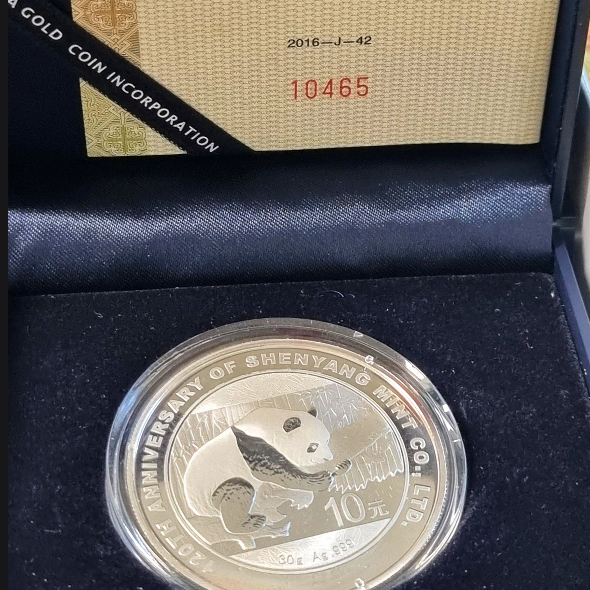 A GOLD COIN INCORPORATION
2016-J-42
10465
120TH ANNIVERSARY OF SHENYANG MINT CO., LTD.
10元
30g Ag.999